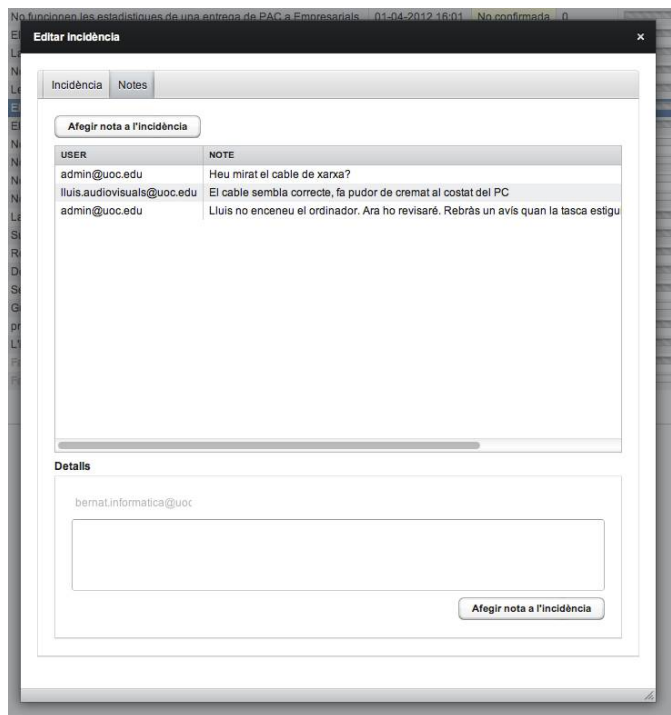 No funcionen les estadístiques de una entrega de PAC a Empresarials 01-04-2012 16:01 No confirmada 0
Editar Incidència ×
Incidència Notes
Afegir nota a l'incidència
USER NOTE
admin@uoc.edu Heu mirat el cable de xarxa?
lluis.audiovisuals@uoc.edu El cable sembla correcte, fa pudor de cremat al costat del PC
admin@uoc.edu Lluis no enceneu el ordinador. Ara ho revisaré. Rebràs un avís quan la tasca estigu
Detalls
bernat.informatica@uoc
Afegir nota a l'incidència